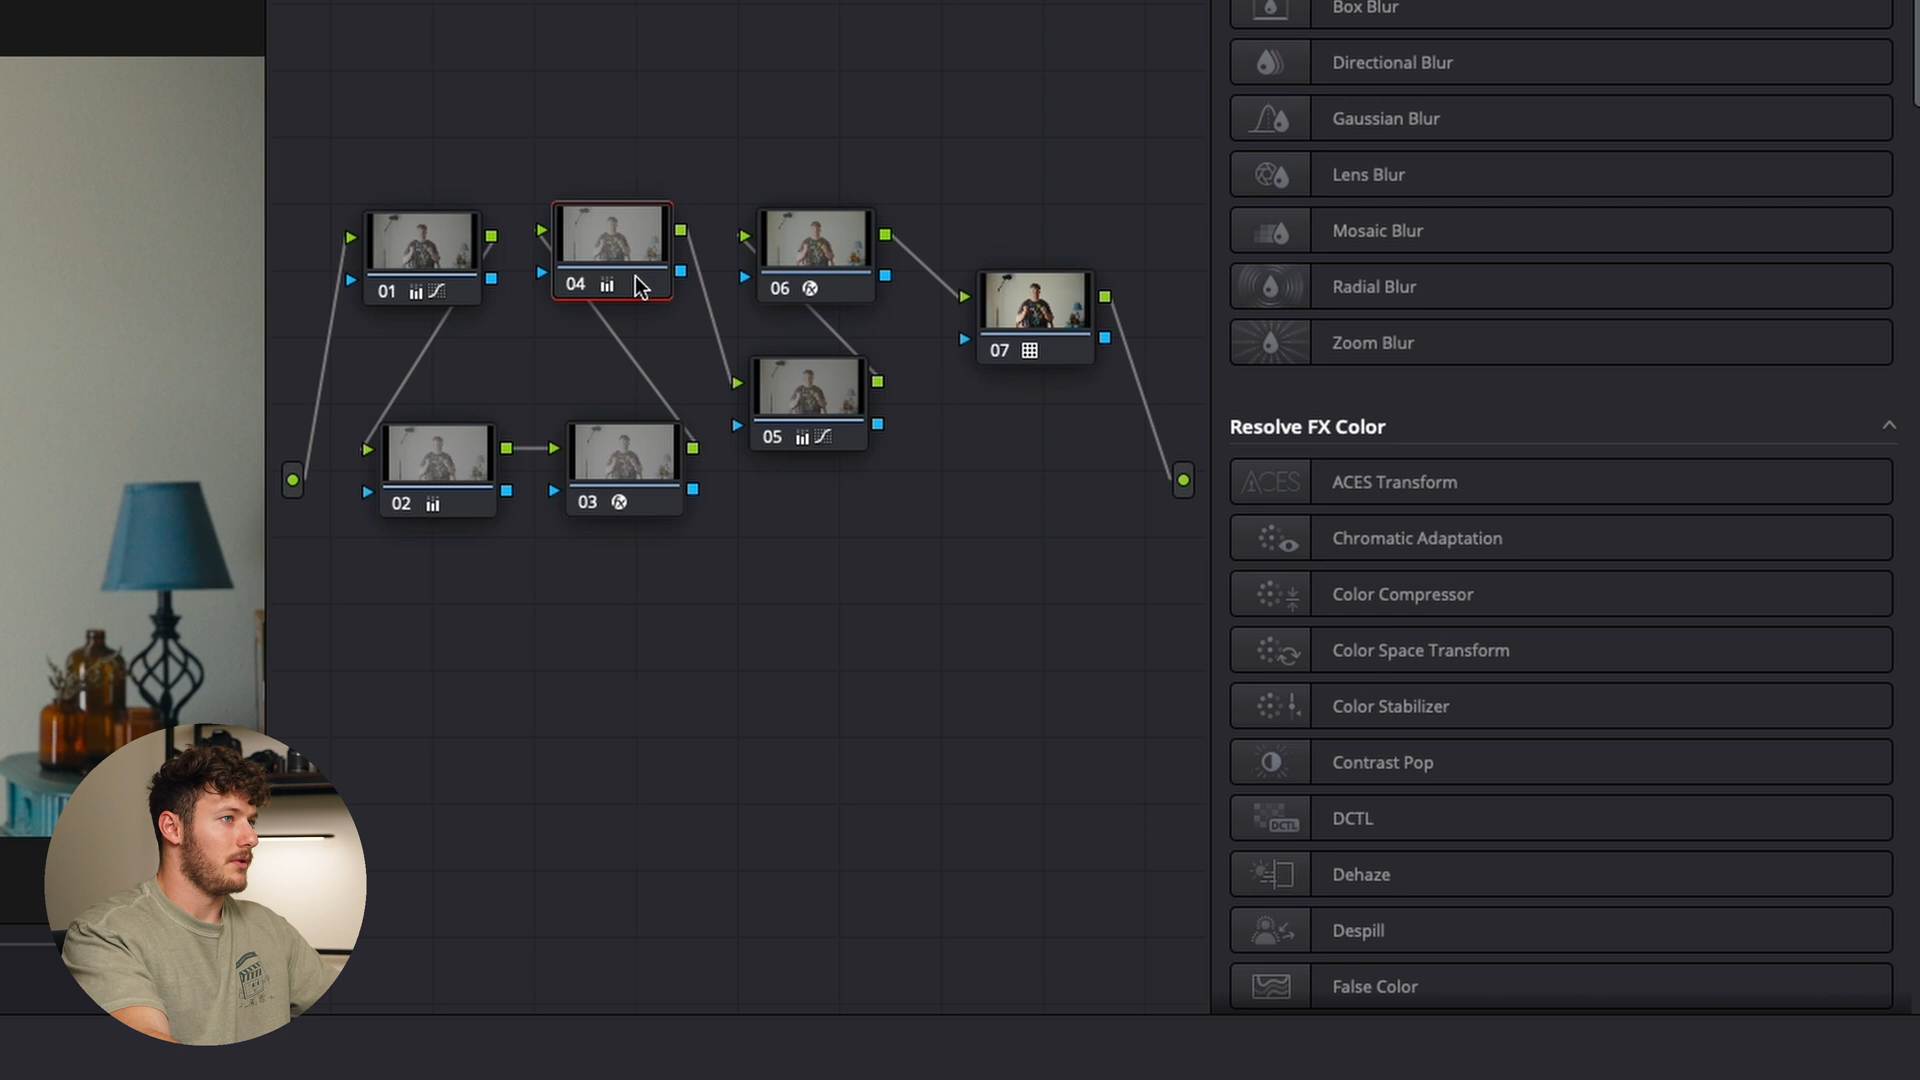 Box Blur
Directional Blur
Gaussian Blur
Lens Blur
Mosaic Blur
Radial Blur
Zoom Blur
Resolve FX Color
ACES
ACES Transform
Chromatic Adaptation
Color Compressor
Color Space Transform
Color Stabilizer
Contrast Pop
DCTL
DCTL
Dehaze
Despill
False Color
01
04
06
07
05
02
03